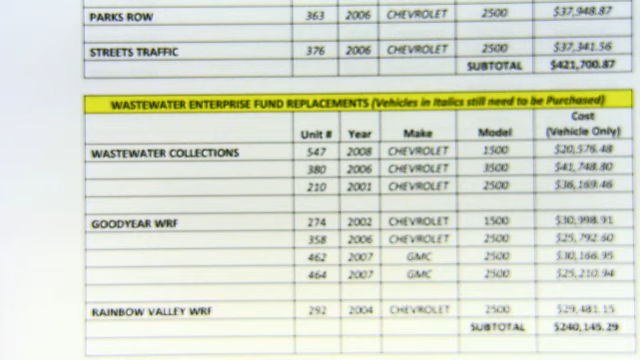 PARKS ROW 363 2006 CHEVROLET 2500 $37,948.87
STREETS TRAFFIC 376 2006 CHEVROLET 2500 $37,341.56
SUBTOTAL $421,700.87
WASTEWATER ENTERPRISE FUND REPLACEMENTS (Vehicles in Italics still need to be Purchased)
Unit # Year Make Model Cost (Vehicle Only)
WASTEWATER COLLECTIONS 547 2008 CHEVROLET 1500 $20,576.48
380 2006 CHEVROLET 3500 $41,748.80
210 2001 CHEVROLET 2500 $36,169.46
GOODYEAR WRF 274 2002 CHEVROLET 1500 $30,998.91
358 2006 CHEVROLET 2500 $25,792.60
462 2007 GMC 2500 $30,166.95
464 2007 GMC 2500 $25,210.94
RAINBOW VALLEY WRF 292 2004 CHEVROLET 2500 $29,481.15
SUBTOTAL $240,145.29